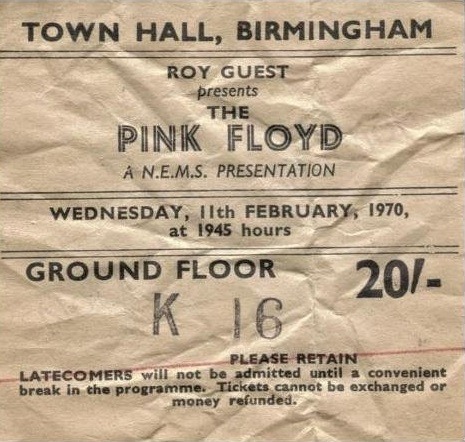 TOWN HALL, BIRMINGHAM
ROY GUEST
presents
THE
PINK FLOYD
A N.E.M.S. PRESENTATION
WEDNESDAY, 11th FEBRUARY, 1970,
at 1945 hours
GROUND FLOOR 20/-
K 16
PLEASE RETAIN
LATECOMERS will not be admitted until a convenient
break in the programme. Tickets cannot be exchanged or
money refunded.